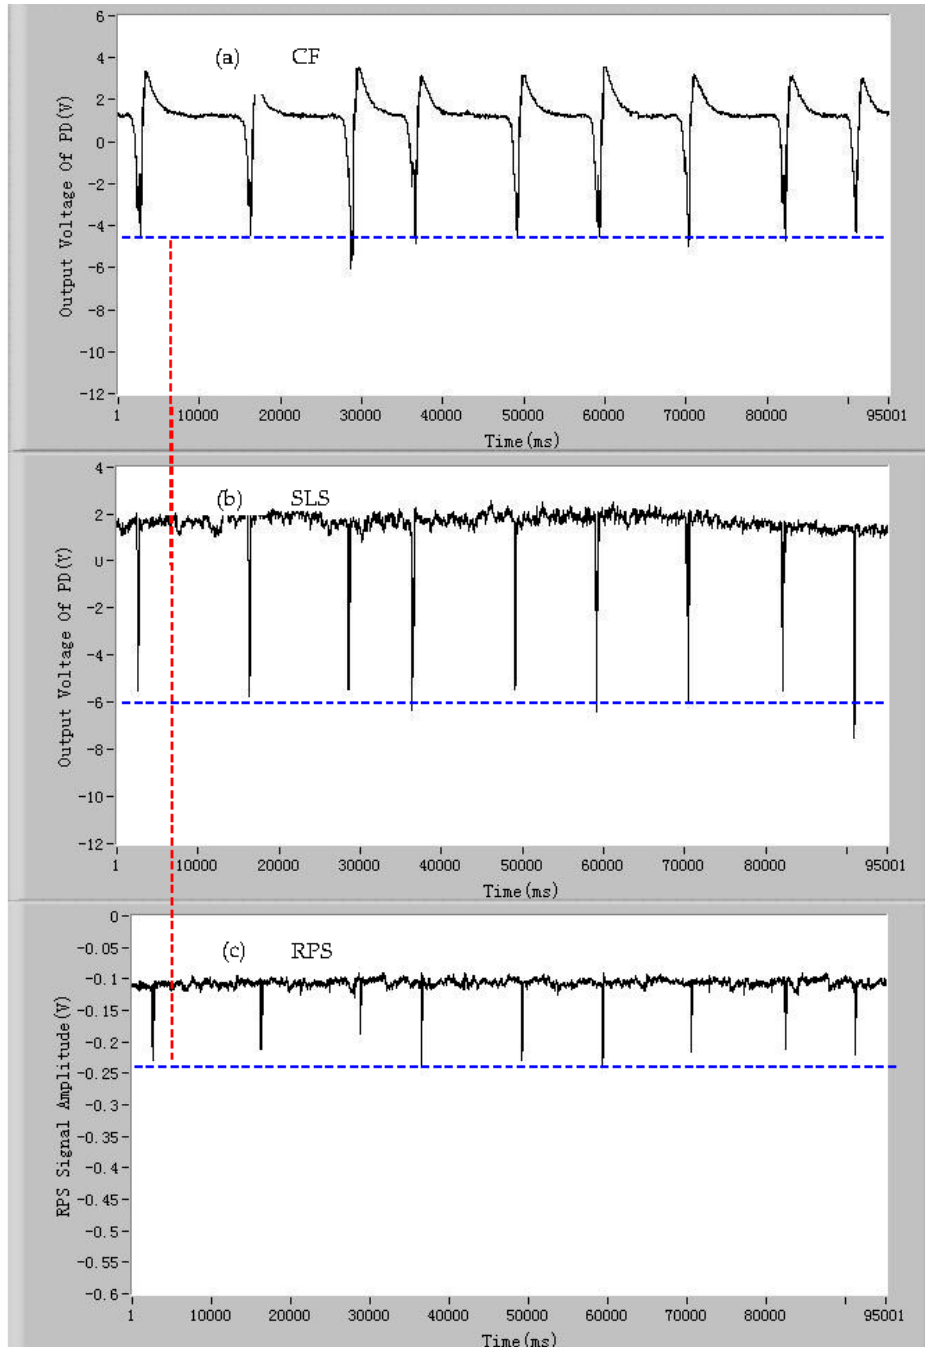 (a) CF
Output Voltage Of PD(V)
6
4
2
0
-2
-4
-6
-8
-10
-12
1 10000 20000 30000 40000 50000 60000 70000 80000 95001
Time(ms)
(b) SLS
Output Voltage Of PD(V)
4
2
0
-2
-4
-6
-8
-10
-12
1 10000 20000 30000 40000 50000 60000 70000 80000 95001
Time(ms)
(c) RPS
RPS Signal Amplitude(V)
0
-0.05
-0.1
-0.15
-0.2
-0.25
-0.3
-0.35
-0.4
-0.45
-0.5
-0.55
-0.6
1 10000 20000 30000 40000 50000 60000 70000 80000 95001
Time(ms)